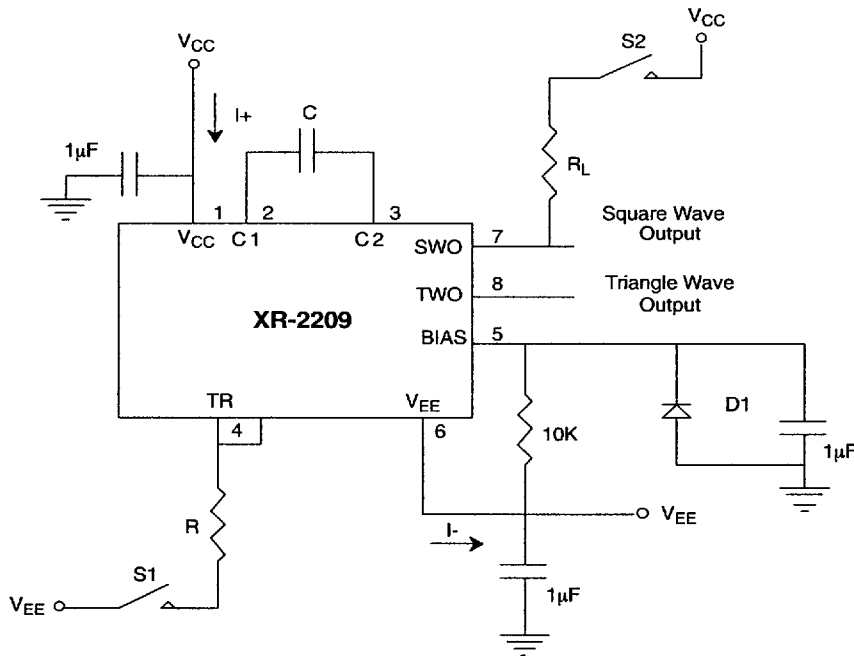 VCC
S2
VCC
I+
C
1µF
RL
1
2
3
VCC
C1
C2
SWO
7
Square Wave
Output
TWO
8
Triangle Wave
Output
XR-2209
BIAS
5
TR
VEE
4
6
10K
D1
1µF
R
VEE
I-
S1
1µF
VEE